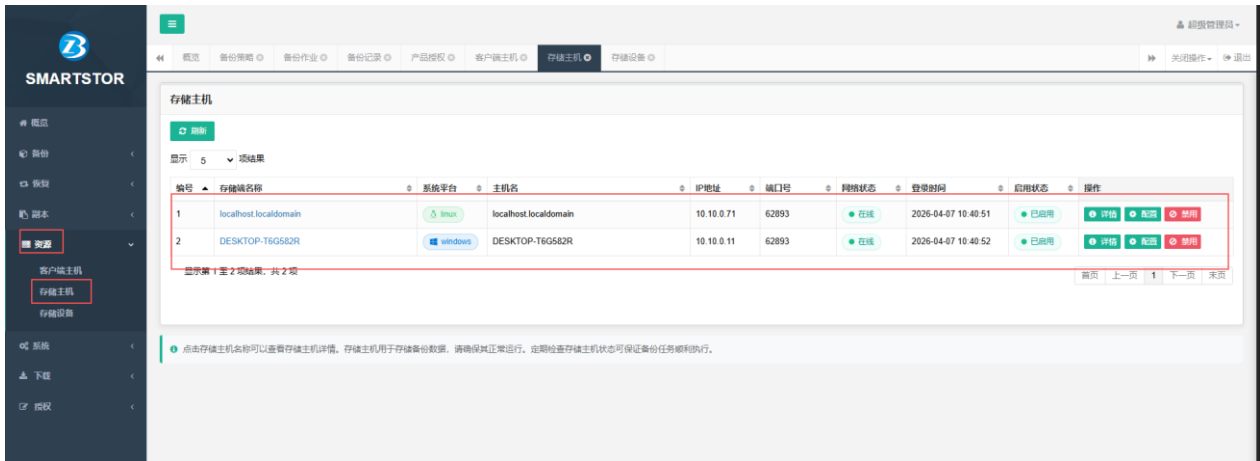 SMARTSTOR
概览
备份
恢复
副本
资源
客户端主机
存储主机
存储设备
系统
下载
授权
超级管理员
概览 备份策略 备份作业 备份记录 产品授权 客户端主机 存储主机 存储设备 关闭操作 退出
存储主机
刷新
显示 5 项结果
编号 存储端名称 系统平台 主机名 IP地址 端口号 网络状态 登录时间 启用状态 操作
1 localhost.localdomain linux localhost.localdomain 10.10.0.71 62893 在线 2026-04-07 10:40:51 已启用 详情 配置 禁用
2 DESKTOP-T6G582R windows DESKTOP-T6G582R 10.10.0.11 62893 在线 2026-04-07 10:40:52 已启用 详情 配置 禁用
显示第 1 至 2 项结果，共 2 项
首页 上一页 1 下一页 末页
点击存储主机名称可以查看存储主机详情。存储主机用于存储备份数据，请确保其正常运行。定期检查存储主机状态可保证备份任务顺利执行。